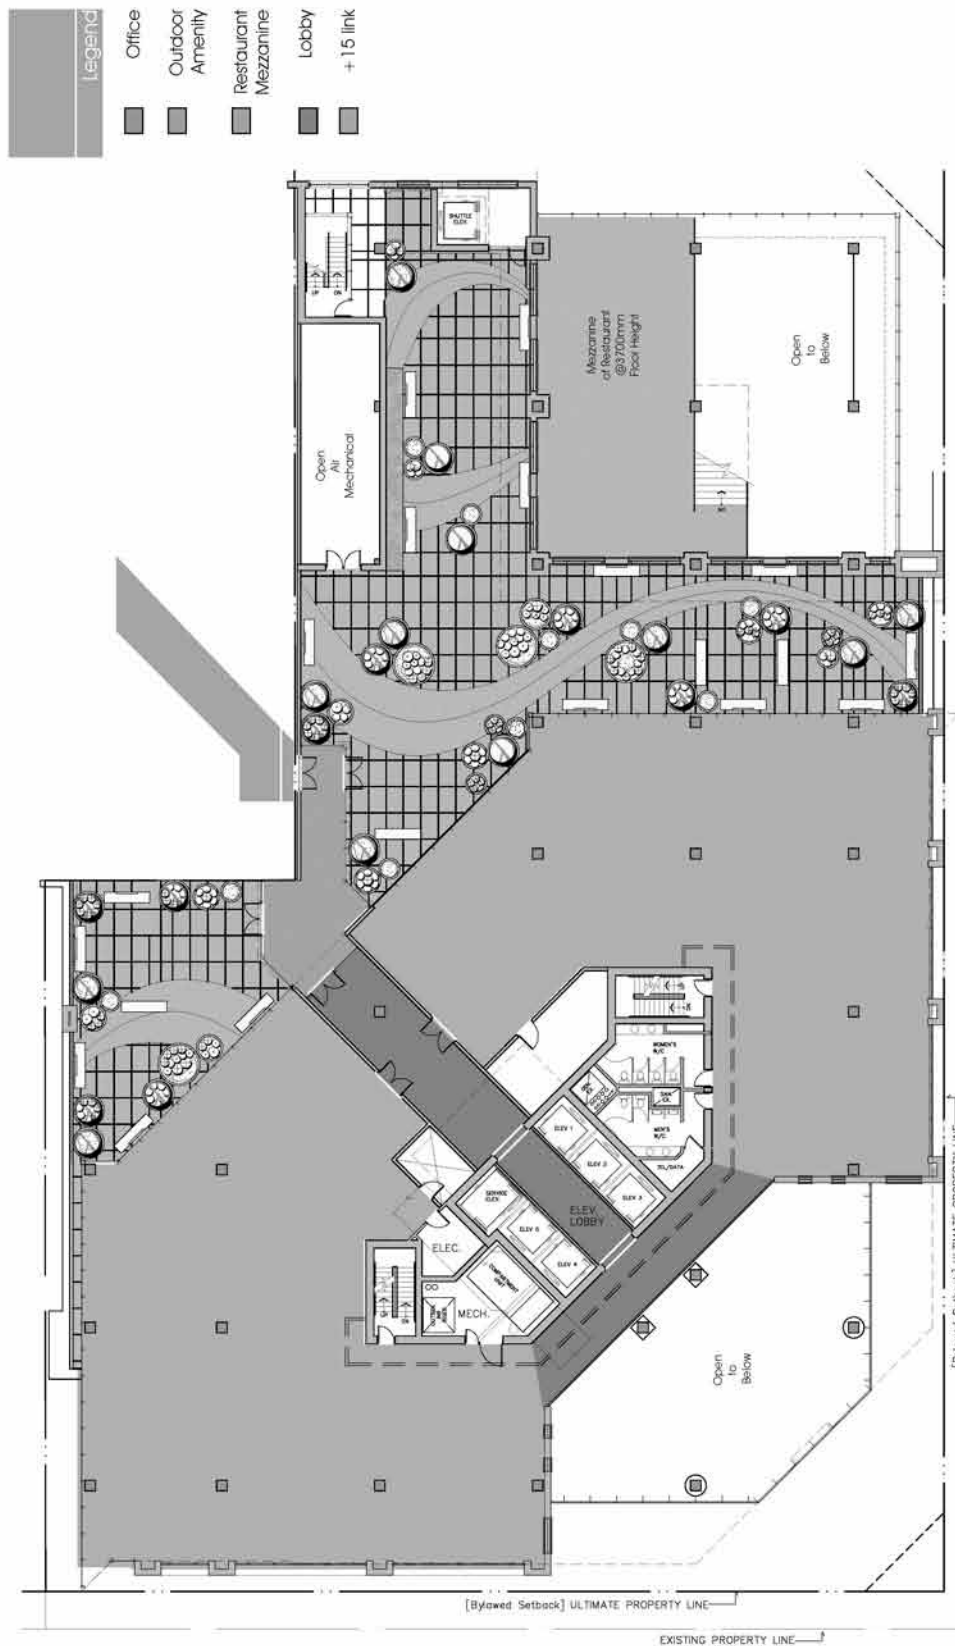 Legend
Office
Outdoor
Amenity
Restaurant
Mezzanine
Lobby
+15 link
SHUTTLE
ELEV.
UP
DN
Open
Air
Mechanical
Mezzanine
of Restaurant
@3700mm
Floor Height
Open
to
Below
WOMEN'S
W/C
MEN'S
W/C
TEL/DATA
ELEV 1
ELEV 2
ELEV 3
ELEV.
LOBBY
SERVICE
ELEV.
ELEV 5
ELEV 4
ELEC.
MECH.
COMPARTMENT
UNIT
Open
to
Below
[Bylawed Setback] ULTIMATE PROPERTY LINE
EXISTING PROPERTY LINE